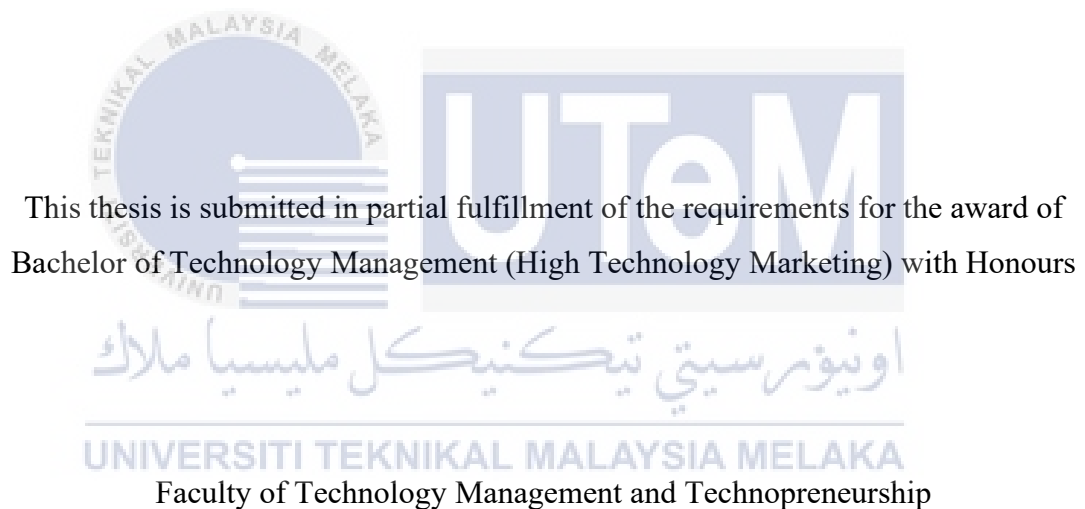 UNIVERSITI TEKNIKAL MALAYSIA MELAKA
UTeM
This thesis is submitted in partial fulfillment of the requirements for the award of
Bachelor of Technology Management (High Technology Marketing) with Honours
اونيۏرسيتي تيكنيكل مليسيا ملاك
UNIVERSITI TEKNIKAL MALAYSIA MELAKA
Faculty of Technology Management and Technopreneurship